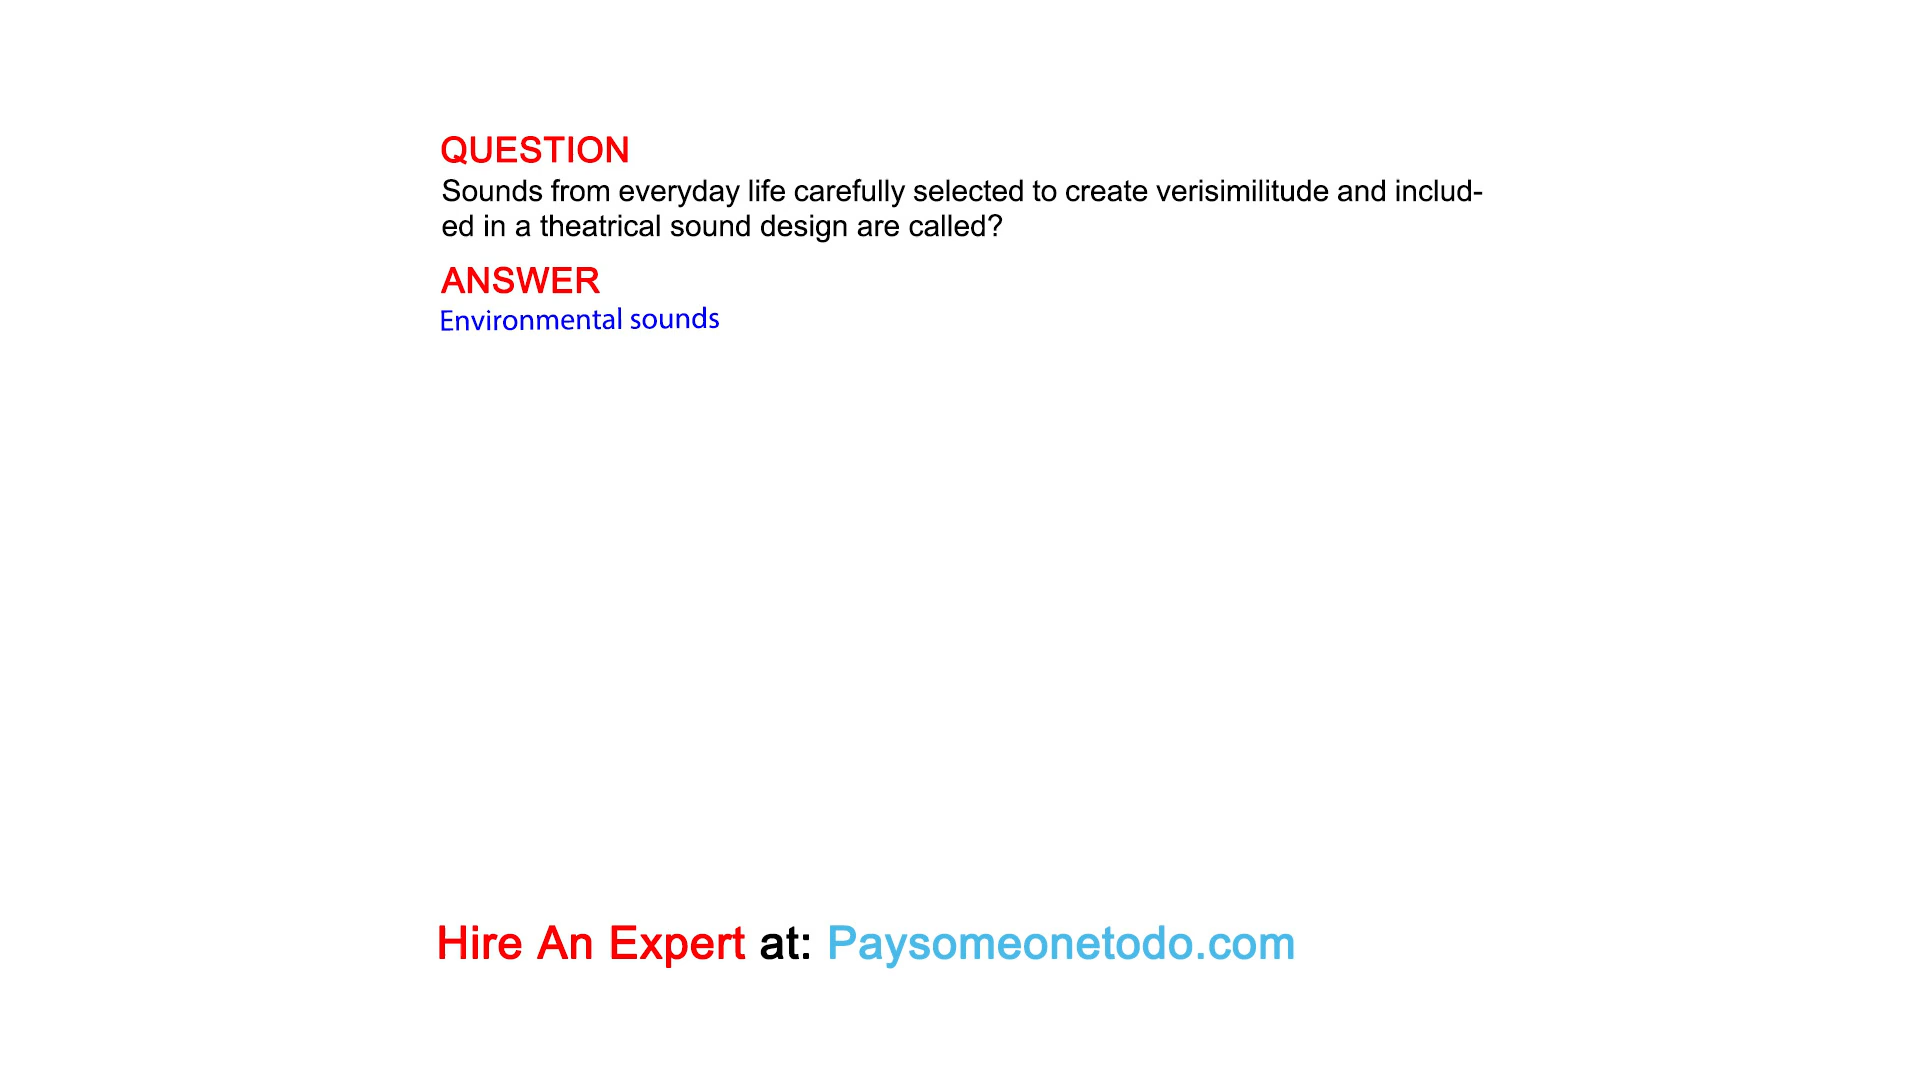 QUESTION
Sounds from everyday life carefully selected to create verisimilitude and includ-
ed in a theatrical sound design are called?
ANSWER
Environmental sounds
Hire An Expert at: Paysomeonetodo.com